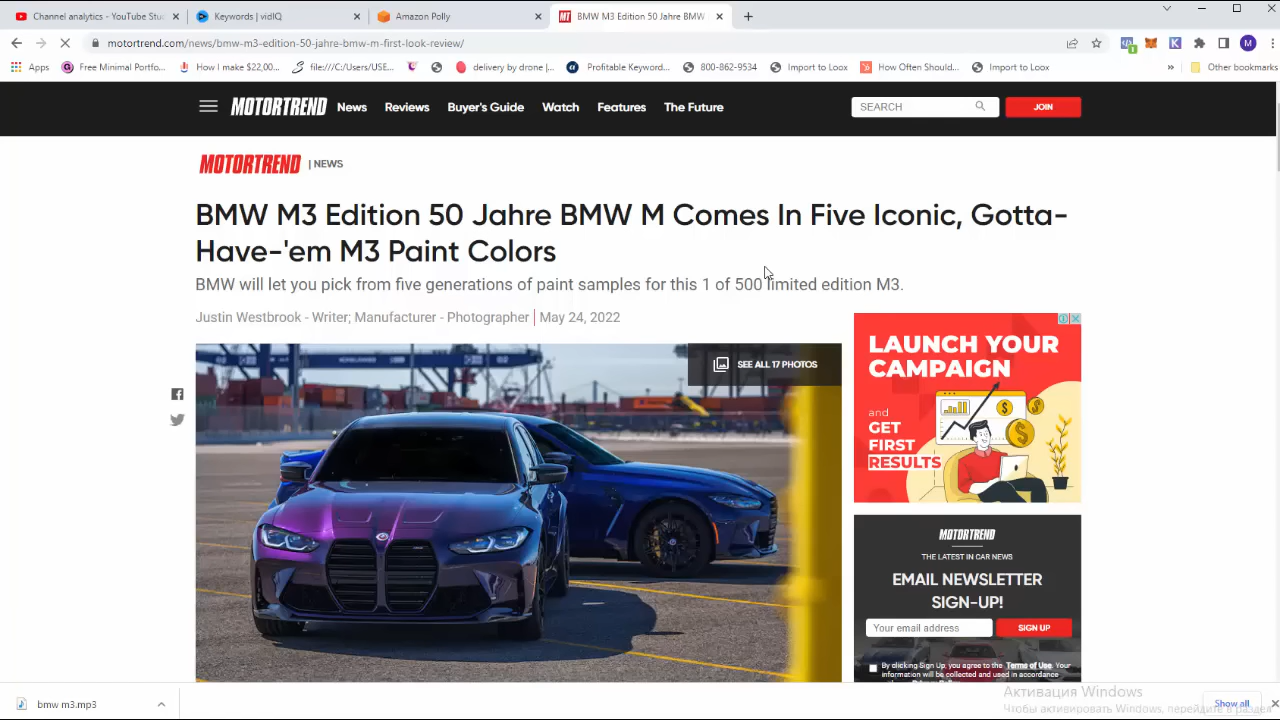 Channel analytics - YouTube Stu
Keywords | vidIQ
Amazon Polly
MT
BMW M3 Edition 50 Jahre BMW
motortrend.com/news/bmw-m3-edition-50-jahre-bmw-m-first-look-review/
1
K
M
Apps
Free Minimal Portfo...
How I make $22,00...
file:///C:/Users/USE...
delivery by drone |...
Profitable Keyword...
800-862-9534
Import to Loox
How Often Should...
Import to Loox
»
Other bookmarks
MOTORTREND
News
Reviews
Buyer's Guide
Watch
Features
The Future
SEARCH
JOIN
MOTORTREND | NEWS
BMW M3 Edition 50 Jahre BMW M Comes In Five Iconic, Gotta-
Have-'em M3 Paint Colors
BMW will let you pick from five generations of paint samples for this 1 of 500 limited edition M3.
Justin Westbrook - Writer; Manufacturer - Photographer | May 24, 2022
SEE ALL 17 PHOTOS
LAUNCH YOUR
CAMPAIGN
and
GET
FIRST
RESULTS
MOTORTREND
THE LATEST IN CAR NEWS
EMAIL NEWSLETTER
SIGN-UP!
Your email address
SIGN UP
By clicking Sign Up, you agree to the Terms of Use. Your
information will be collected and used in accordance
bmw m3.mp3
Активация Windows
Чтобы активировать Windows, перейдите в раздел
Show all